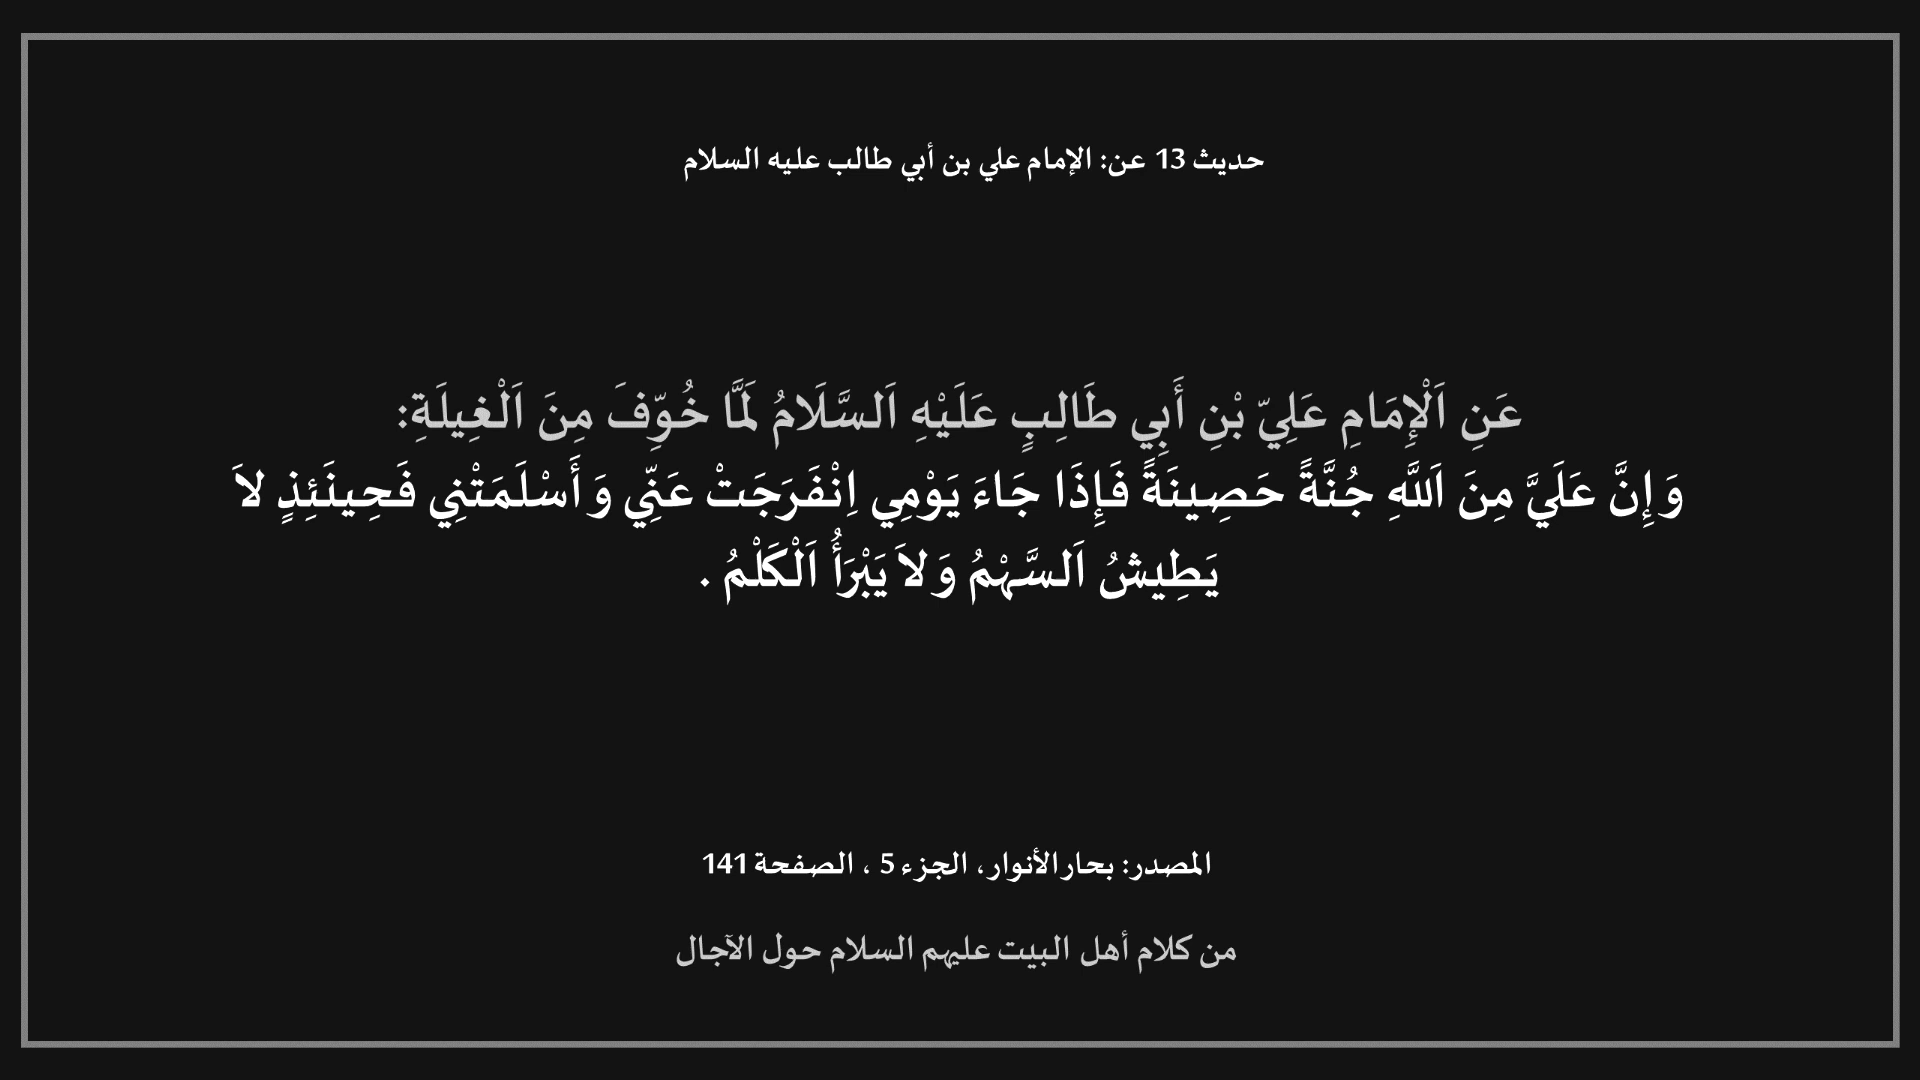 حديث 13 عن: الإمام علي بن أبي طالب عليه السلام
عَنِ اَلْإِمَامِ عَلِيّ بْنِ أَبِي طَالِبٍ عَلَيْهِ اَلسَّلَامُ لَمَّا خُوِّفَ مِنَ اَلْغِيلَةِ:
وَ إِنَّ عَلَيَّ مِنَ اَللَّهِ جُنَّةً حَصِينَةً فَإِذَا جَاءَ يَوْمِي اِنْفَرَجَتْ عَنِّي وَ أَسْلَمَتْنِي فَحِينَئِذٍ لاَ
يَطِيشُ اَلسَّهْمُ وَ لاَ يَبْرَأُ اَلْكَلْمُ .
المصدر: بحار الأنوار، الجزء 5 ، الصفحة 141
من كلام أهل البيت عليهم السلام حول الآجال